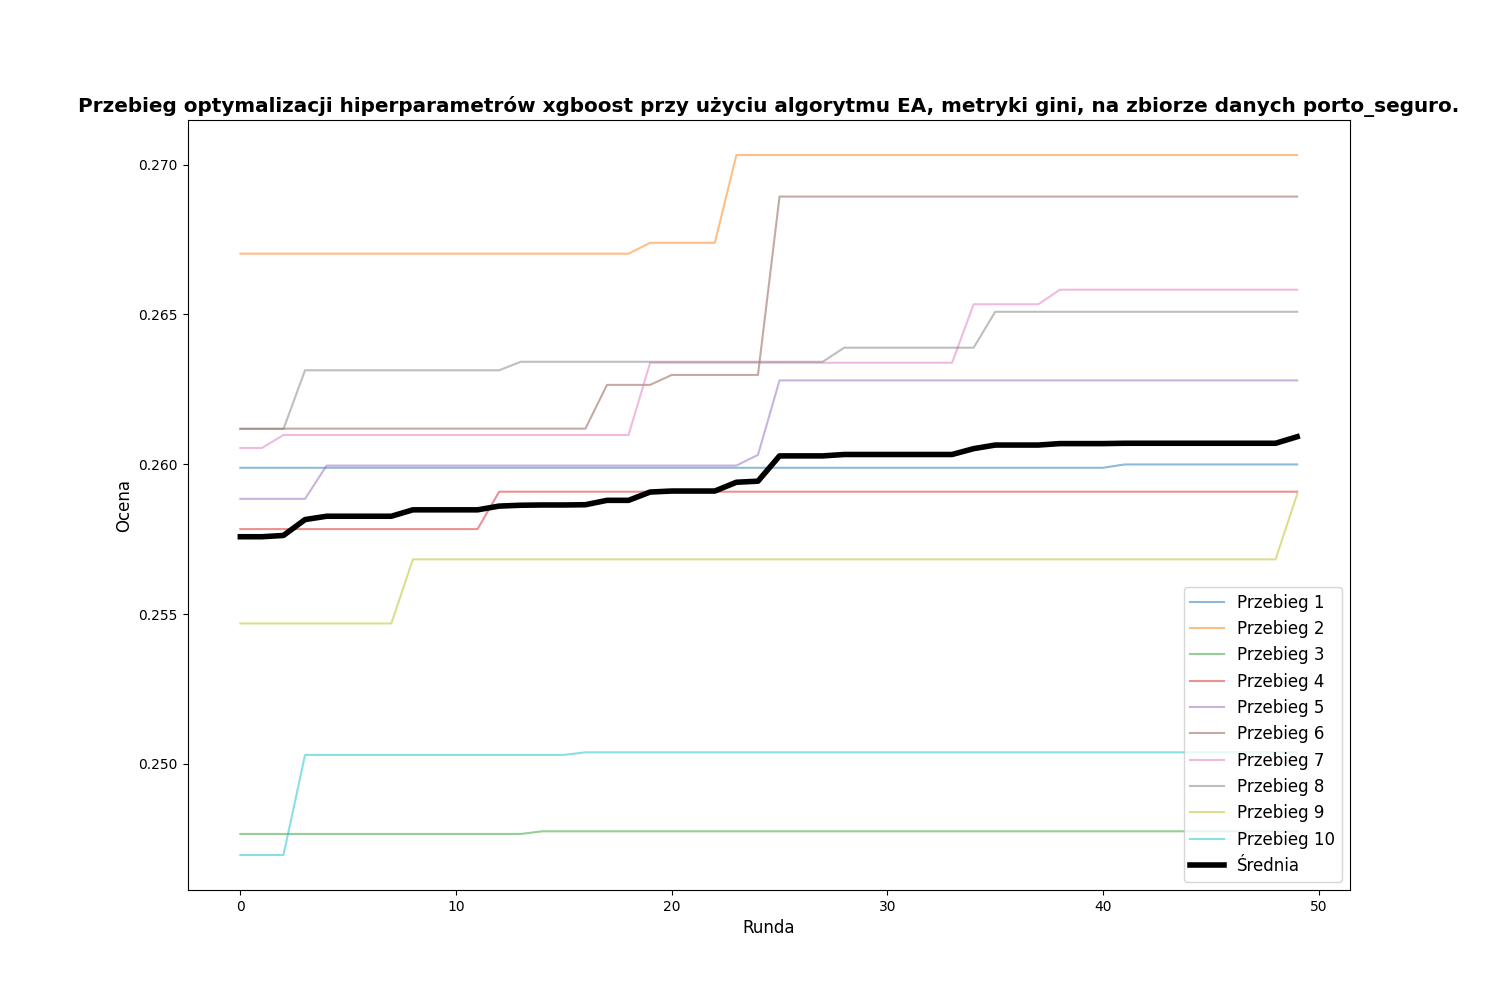 Przebieg optymalizacji hiperparametrów xgboost przy użyciu algorytmu EA, metryki gini, na zbiorze danych porto_seguro.
0.270
0.265
0.260
0.255
0.250
Ocena
0 10 20 30 40 50
Runda
Przebieg 1
Przebieg 2
Przebieg 3
Przebieg 4
Przebieg 5
Przebieg 6
Przebieg 7
Przebieg 8
Przebieg 9
Przebieg 10
Średnia